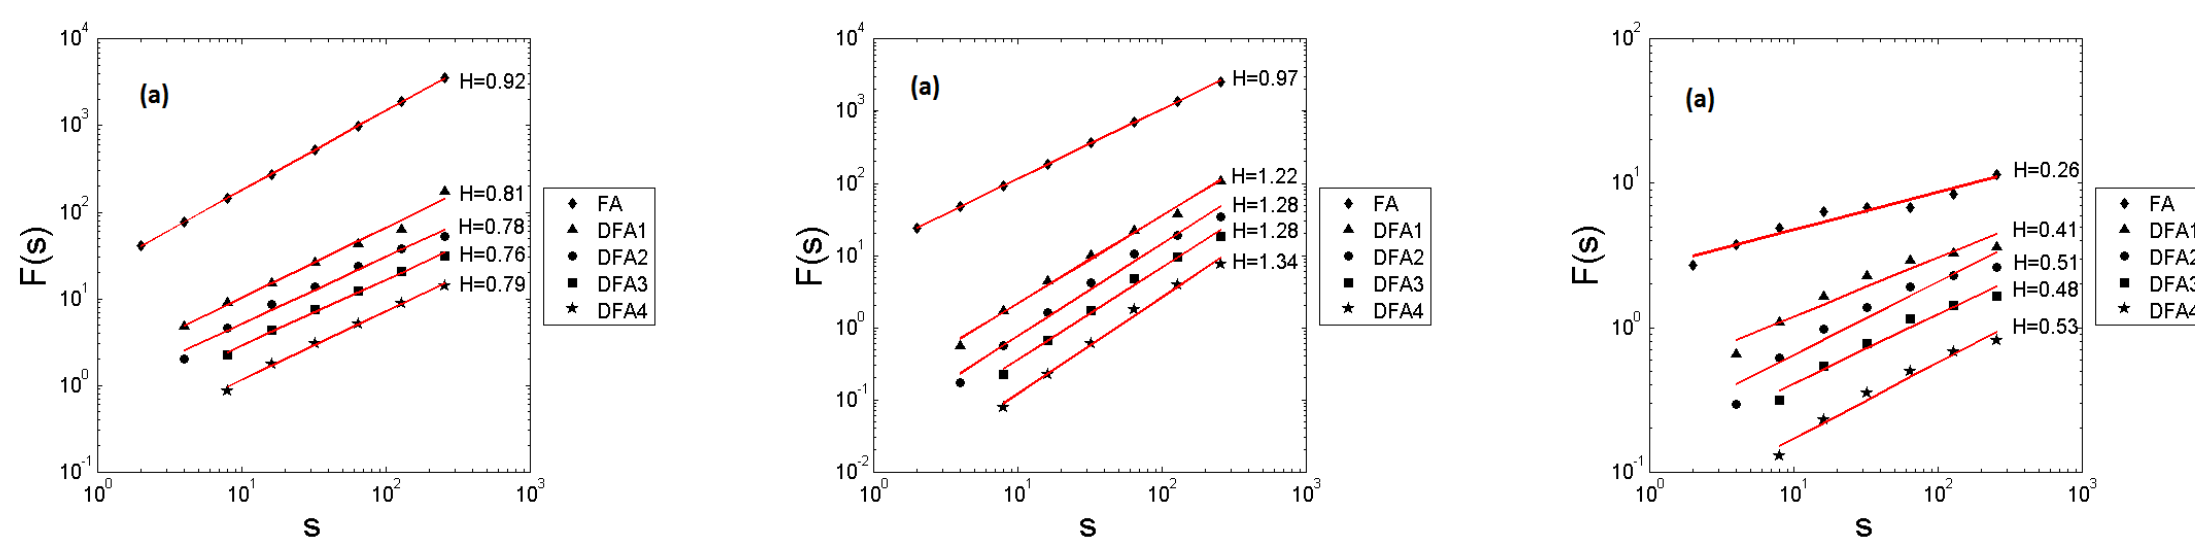 10^4
10^3
10^2
10^1
10^0
10^-1
F(s)
(a)
H=0.92
H=0.81
H=0.78
H=0.76
H=0.79
10^0 10^1 10^2 10^3
s
FA
DFA1
DFA2
DFA3
DFA4
10^4
10^3
10^2
10^1
10^0
10^-1
10^-2
F(s)
(a)
H=0.97
H=1.22
H=1.28
H=1.28
H=1.34
10^0 10^1 10^2 10^3
s
FA
DFA1
DFA2
DFA3
DFA4
10^2
10^1
10^0
10^-1
F(s)
(a)
H=0.26
H=0.41
H=0.51
H=0.48
H=0.53
10^0 10^1 10^2 10^3
s
FA
DFA1
DFA2
DFA3
DFA4